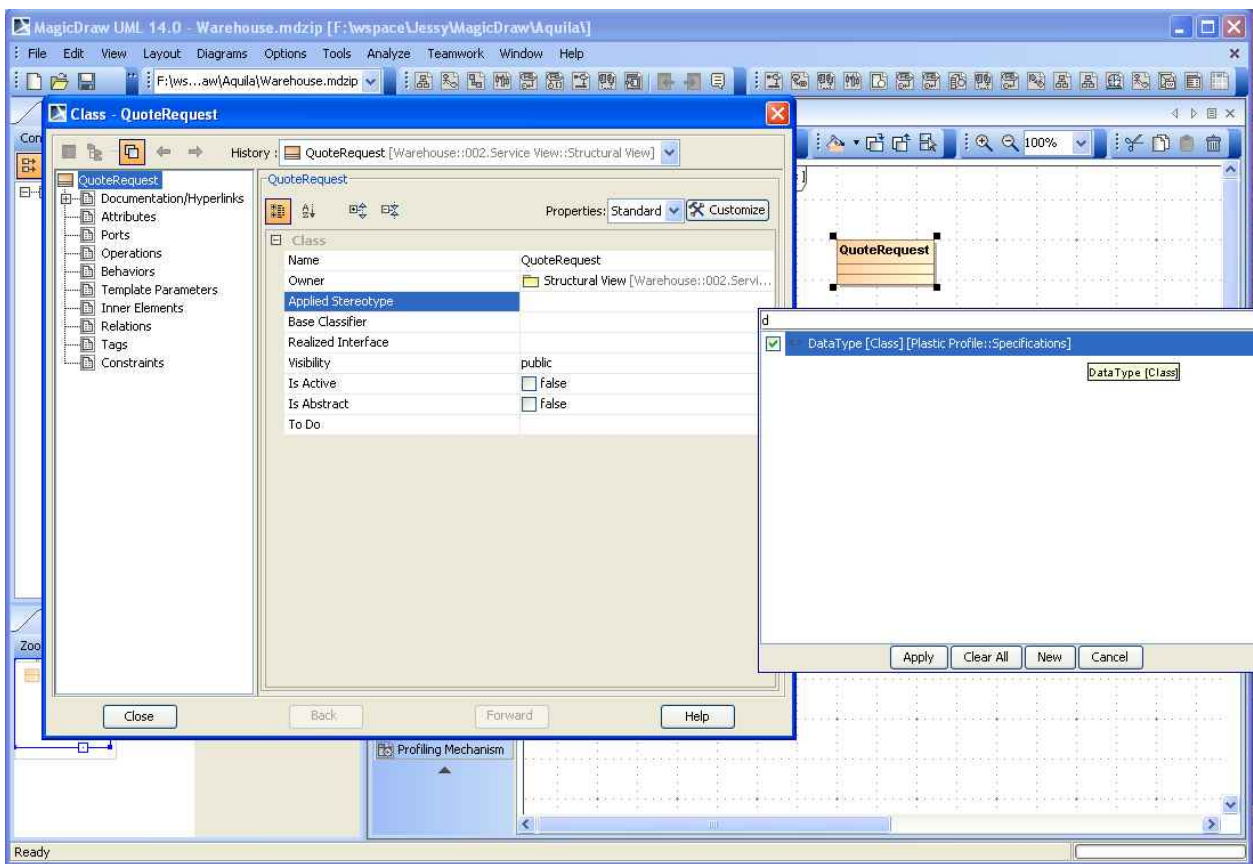 MagicDraw UML 14.0 - Warehouse.mdzip [F:\wspace\Jessy\MagicDraw\Aquila\]
File Edit View Layout Diagrams Options Tools Analyze Teamwork Window Help
F:\ws...aw\Aquila\Warehouse.mdzip
Class - QuoteRequest
Con
History : QuoteRequest [Warehouse::002.Service View::Structural View]
100%
QuoteRequest
Documentation/Hyperlinks
Attributes
Ports
Operations
Behaviors
Template Parameters
Inner Elements
Relations
Tags
Constraints
QuoteRequest
Properties: Standard Customize
Class
Name QuoteRequest
Owner Structural View [Warehouse::002.Servi...
Applied Stereotype
Base Classifier
Realized Interface
Visibility public
Is Active false
Is Abstract false
To Do
QuoteRequest
d
DataType [Class] [Plastic Profile::Specifications]
DataType [Class]
Apply Clear All New Cancel
Zoo
Close Back Forward Help
Profiling Mechanism
Ready